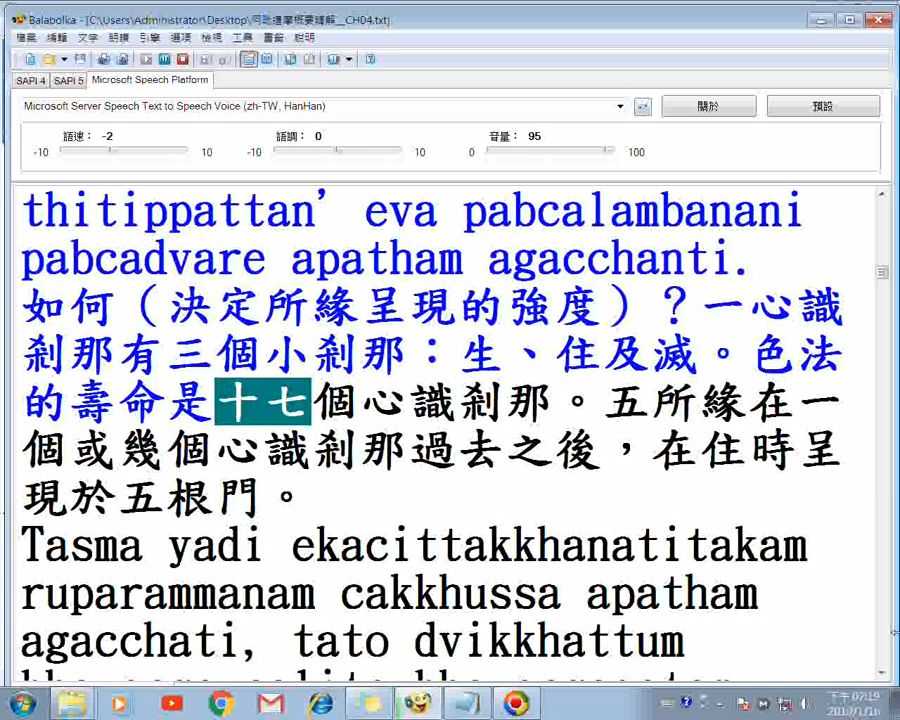 Balabolka - [C:\Users\Administrator\Desktop\阿毗達摩概要精解__CH04.txt]
檔案 編輯 文字 朗讀 引擎 選項 檢視 工具 書籤 說明
SAPI 4 SAPI 5 Microsoft Speech Platform
Microsoft Server Speech Text to Speech Voice (zh-TW, HanHan) 關於 預設
語速： -2 語調： 0 音量： 95
-10 10 -10 10 0 100
thitippattan' eva pabcalambanani
pabcadvare apatham agacchanti.
如何（決定所緣呈現的強度）？一心識
剎那有三個小剎那：生、住及滅。色法
的壽命是十七個心識剎那。五所緣在一
個或幾個心識剎那過去之後，在住時呈
現於五根門。
Tasma yadi ekacittakkhanatitakam
ruparammanam cakkhussa apatham
agacchati, tato dvikkhattum
下午 07:19